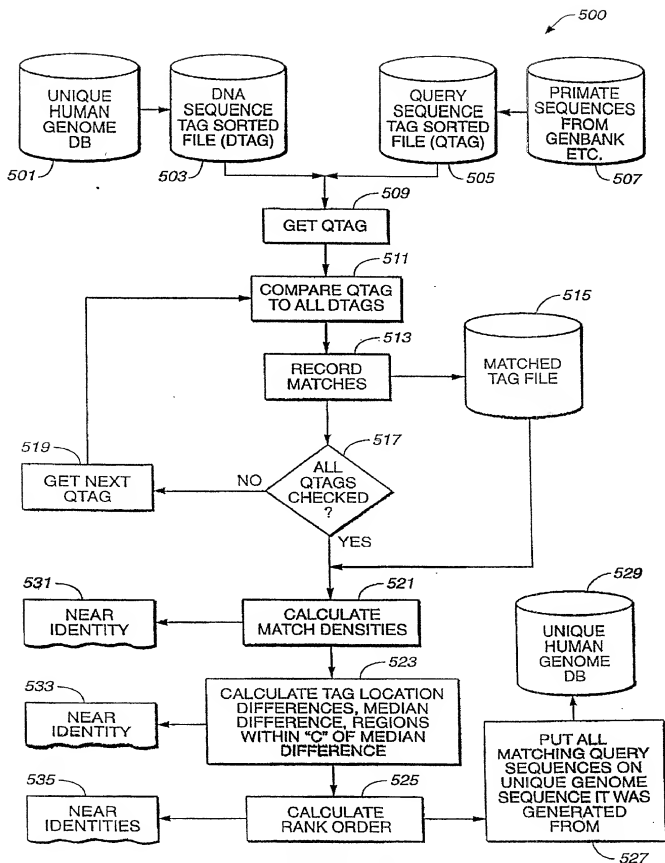 500
UNIQUE
HUMAN
GENOME
DB
501
DNA
SEQUENCE
TAG SORTED
FILE (DTAG)
503
QUERY
SEQUENCE
TAG SORTED
FILE (QTAG)
505
PRIMATE
SEQUENCES
FROM
GENBANK
ETC.
507
509
GET QTAG
511
COMPARE QTAG
TO ALL DTAGS
513
RECORD
MATCHES
515
MATCHED
TAG FILE
517
ALL
QTAGS
CHECKED
?
NO
YES
519
GET NEXT
QTAG
521
CALCULATE
MATCH DENSITIES
531
NEAR
IDENTITY
523
CALCULATE TAG LOCATION
DIFFERENCES, MEDIAN
DIFFERENCE, REGIONS
WITHIN "C" OF MEDIAN
DIFFERENCE
533
NEAR
IDENTITY
525
CALCULATE
RANK ORDER
535
NEAR
IDENTITIES
529
UNIQUE
HUMAN
GENOME
DB
PUT ALL
MATCHING QUERY
SEQUENCES ON
UNIQUE GENOME
SEQUENCE IT WAS
GENERATED
FROM
527